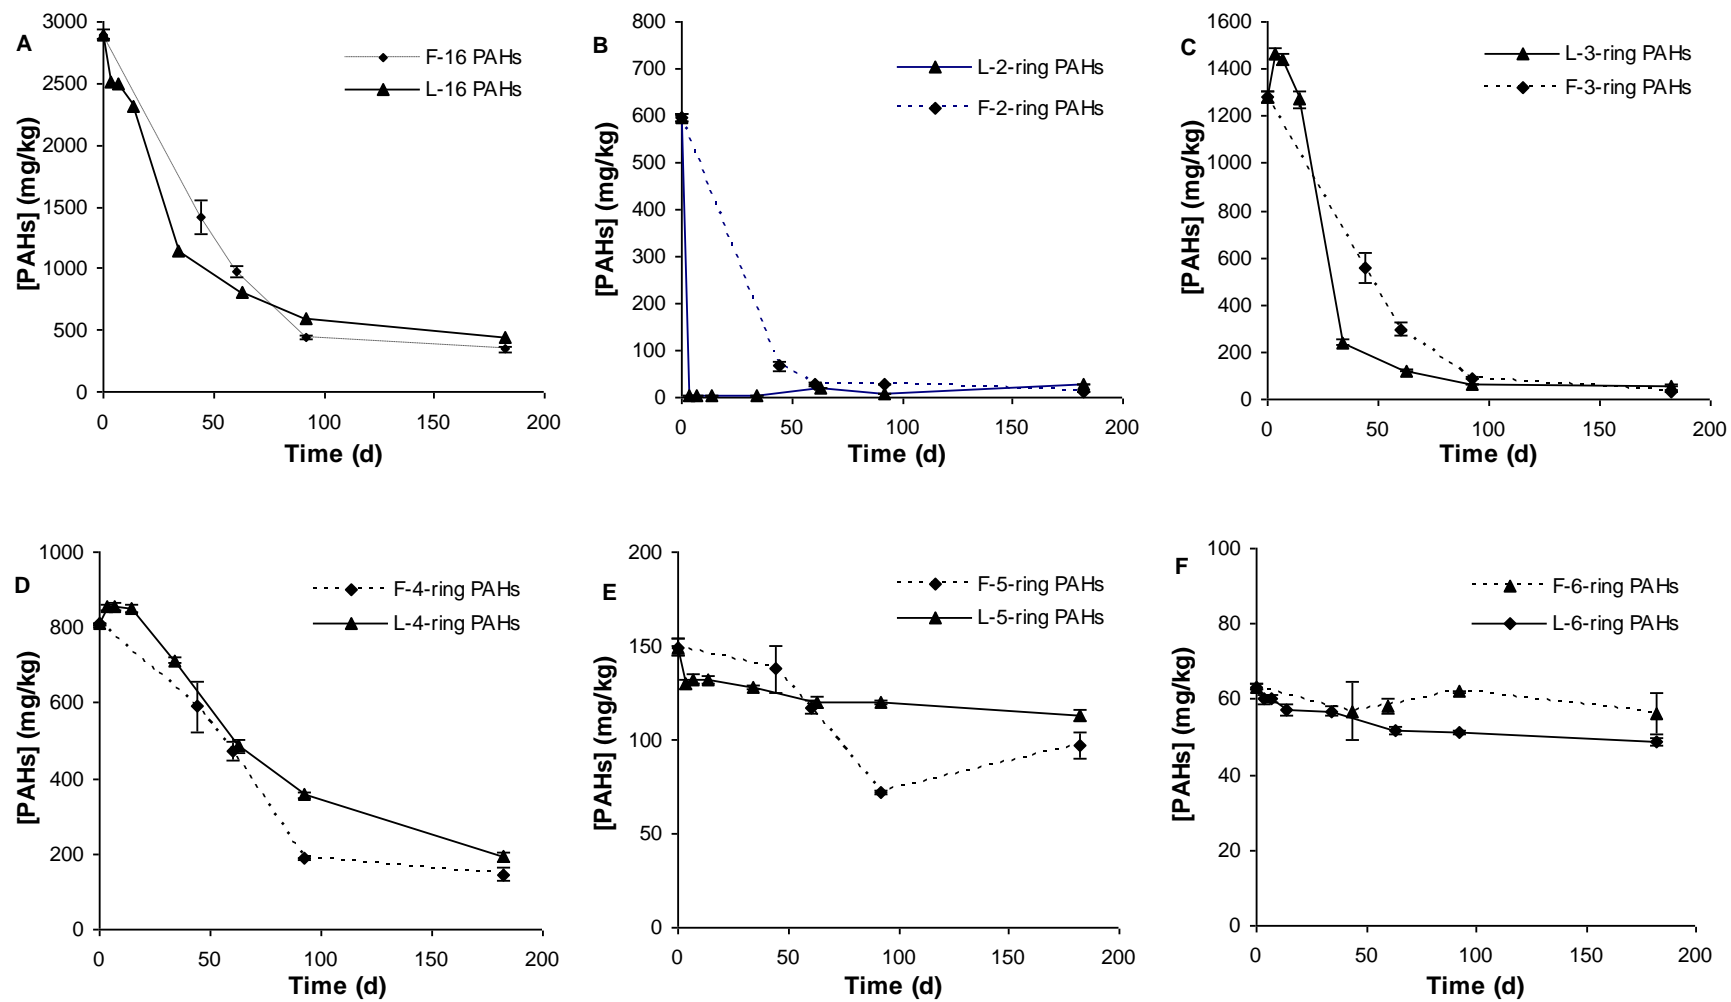 A
[PAHs] (mg/kg)
3000
2500
2000
1500
1000
500
0
F-16 PAHs
L-16 PAHs
0 50 100 150 200
Time (d)
B
[PAHs] (mg/kg)
800
700
600
500
400
300
200
100
0
L-2-ring PAHs
F-2-ring PAHs
0 50 100 150 200
Time (d)
C
[PAHs] (mg/kg)
1600
1400
1200
1000
800
600
400
200
0
L-3-ring PAHs
F-3-ring PAHs
0 50 100 150 200
Time (d)
D
[PAHs] (mg/kg)
1000
800
600
400
200
0
F-4-ring PAHs
L-4-ring PAHs
0 50 100 150 200
Time (d)
E
[PAHs] (mg/kg)
200
150
100
50
0
F-5-ring PAHs
L-5-ring PAHs
0 50 100 150 200
Time (d)
F
[PAHs] (mg/kg)
100
80
60
40
20
0
F-6-ring PAHs
L-6-ring PAHs
0 50 100 150 200
Time (d)